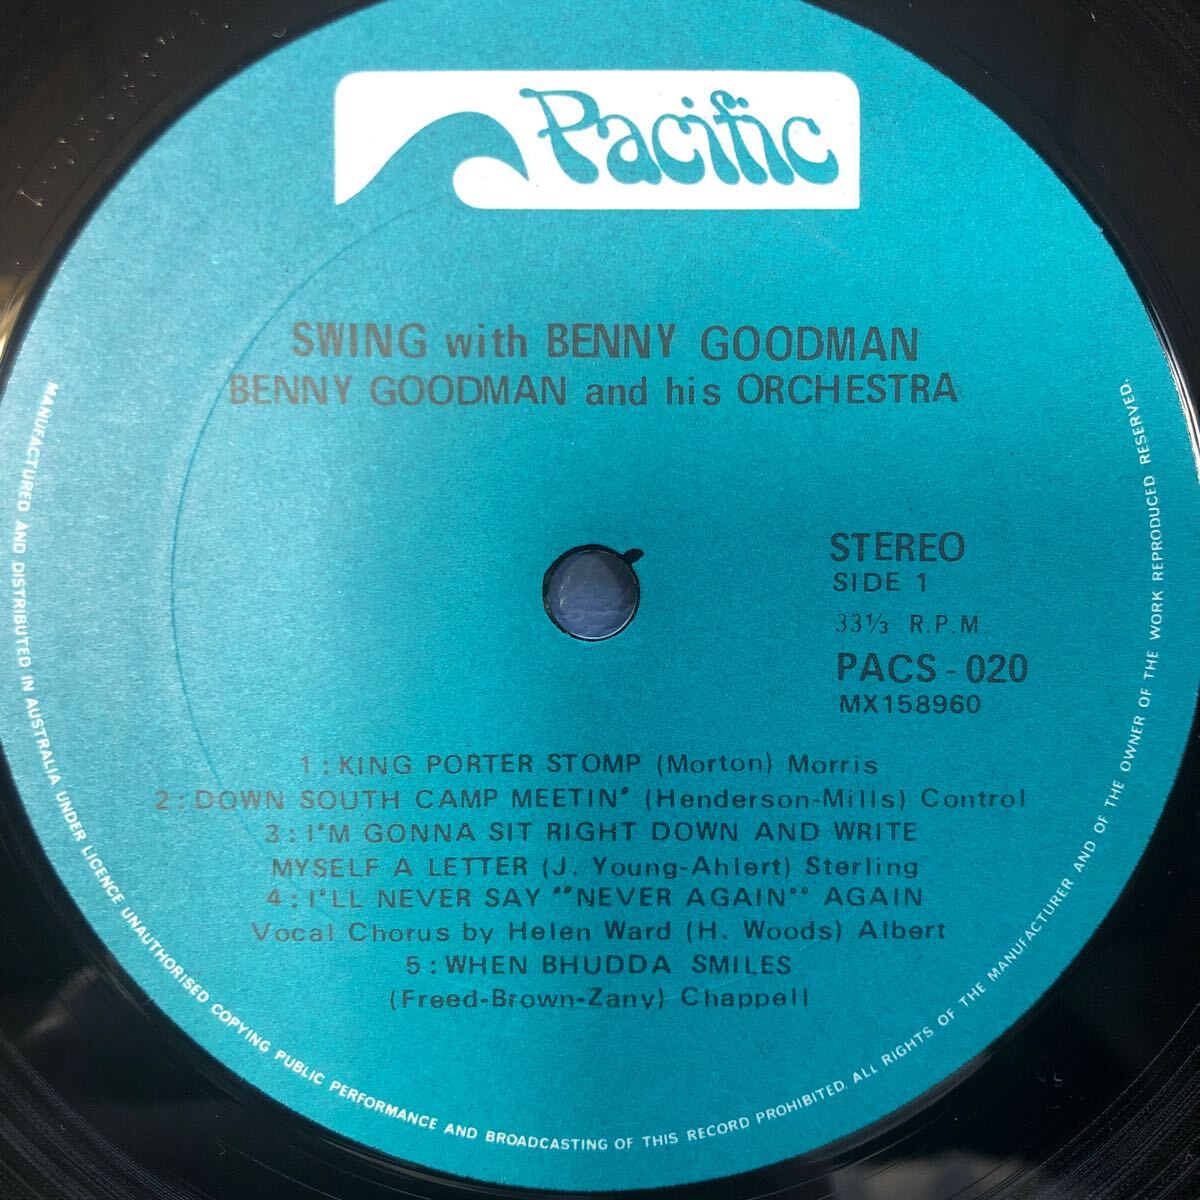 Pacific
SWING with BENNY GOODMAN
BENNY GOODMAN and his ORCHESTRA
STEREO
SIDE 1
33⅓ R.P.M.
PACS-020
MX158960
1:KING PORTER STOMP (Morton) Morris
2:DOWN SOUTH CAMP MEETIN' (Henderson-Mills) Control
3:I'M GONNA SIT RIGHT DOWN AND WRITE
MYSELF A LETTER (J. Young-Ahlert) Sterling
4:I'LL NEVER SAY "NEVER AGAIN" AGAIN
Vocal Chorus by Helen Ward (H. Woods) Albert
5:WHEN BHUDDA SMILES
(Freed-Brown-Zany) Chappell
MANUFACTURED AND DISTRIBUTED IN AUSTRALIA UNDER LICENCE UNAUTHORISED COPYING PUBLIC PERFORMANCE AND BROADCASTING OF THIS RECORD PROHIBITED. ALL RIGHTS OF THE MANUFACTURER AND OF THE OWNER OF THE WORK REPRODUCED RESERVED.